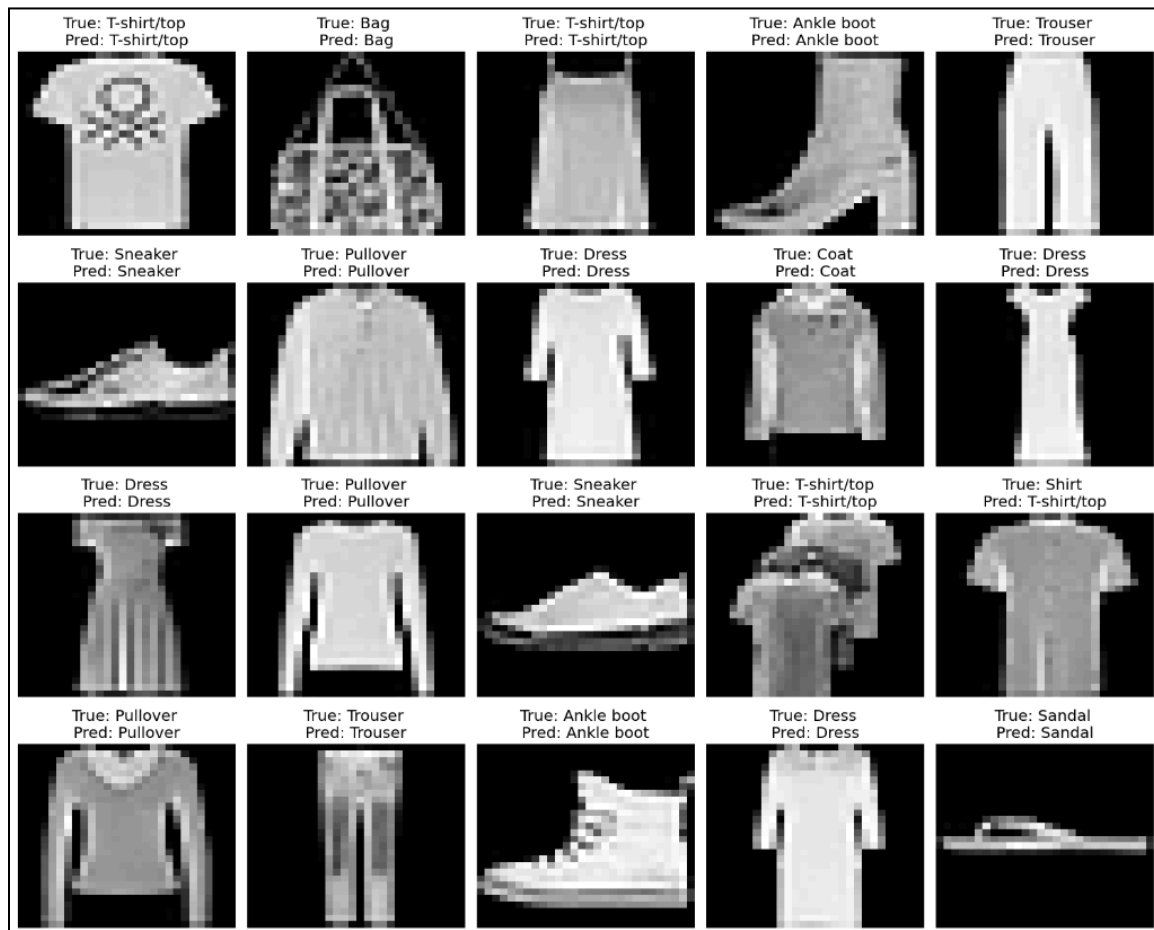 True: T-shirt/top
Pred: T-shirt/top
True: Bag
Pred: Bag
True: T-shirt/top
Pred: T-shirt/top
True: Ankle boot
Pred: Ankle boot
True: Trouser
Pred: Trouser
True: Sneaker
Pred: Sneaker
True: Pullover
Pred: Pullover
True: Dress
Pred: Dress
True: Coat
Pred: Coat
True: Dress
Pred: Dress
True: Dress
Pred: Dress
True: Pullover
Pred: Pullover
True: Sneaker
Pred: Sneaker
True: T-shirt/top
Pred: T-shirt/top
True: Shirt
Pred: T-shirt/top
True: Pullover
Pred: Pullover
True: Trouser
Pred: Trouser
True: Ankle boot
Pred: Ankle boot
True: Dress
Pred: Dress
True: Sandal
Pred: Sandal